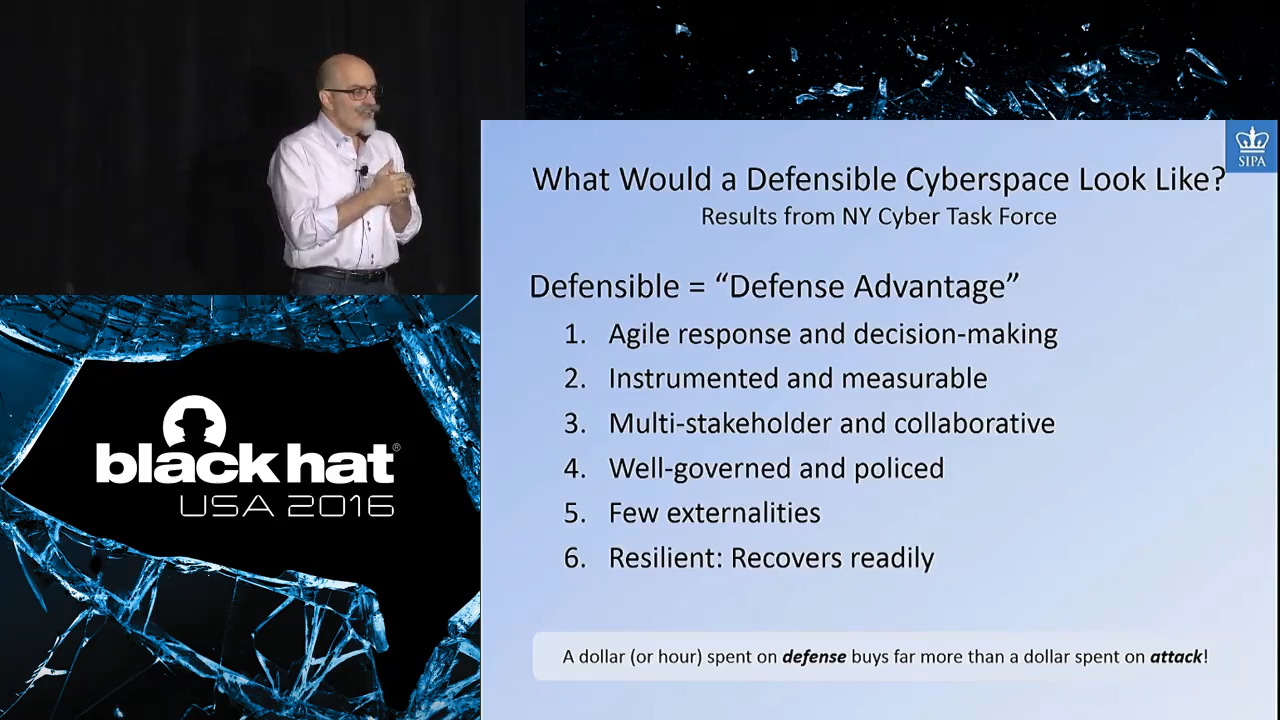 SIPA
What Would a Defensible Cyberspace Look Like?
Results from NY Cyber Task Force
Defensible = “Defense Advantage”
1. Agile response and decision-making
2. Instrumented and measurable
3. Multi-stakeholder and collaborative
4. Well-governed and policed
5. Few externalities
6. Resilient: Recovers readily
A dollar (or hour) spent on defense buys far more than a dollar spent on attack!
black hat®
USA 2016